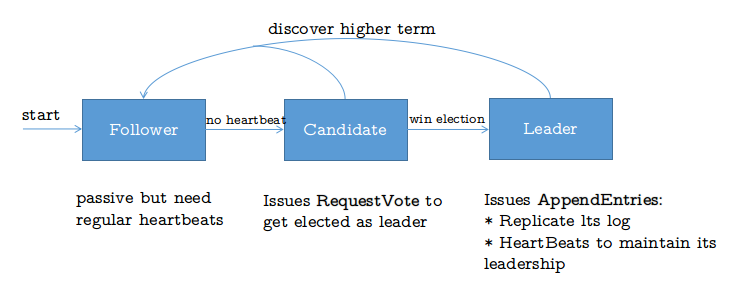 discover higher term
start
Follower
no heartbeat
Candidate
win election
Leader
passive but need
regular heartbeats
Issues RequestVote to
get elected as leader
Issues AppendEntries:
* Replicate lts log
* HeartBeats to maintain its
leadership